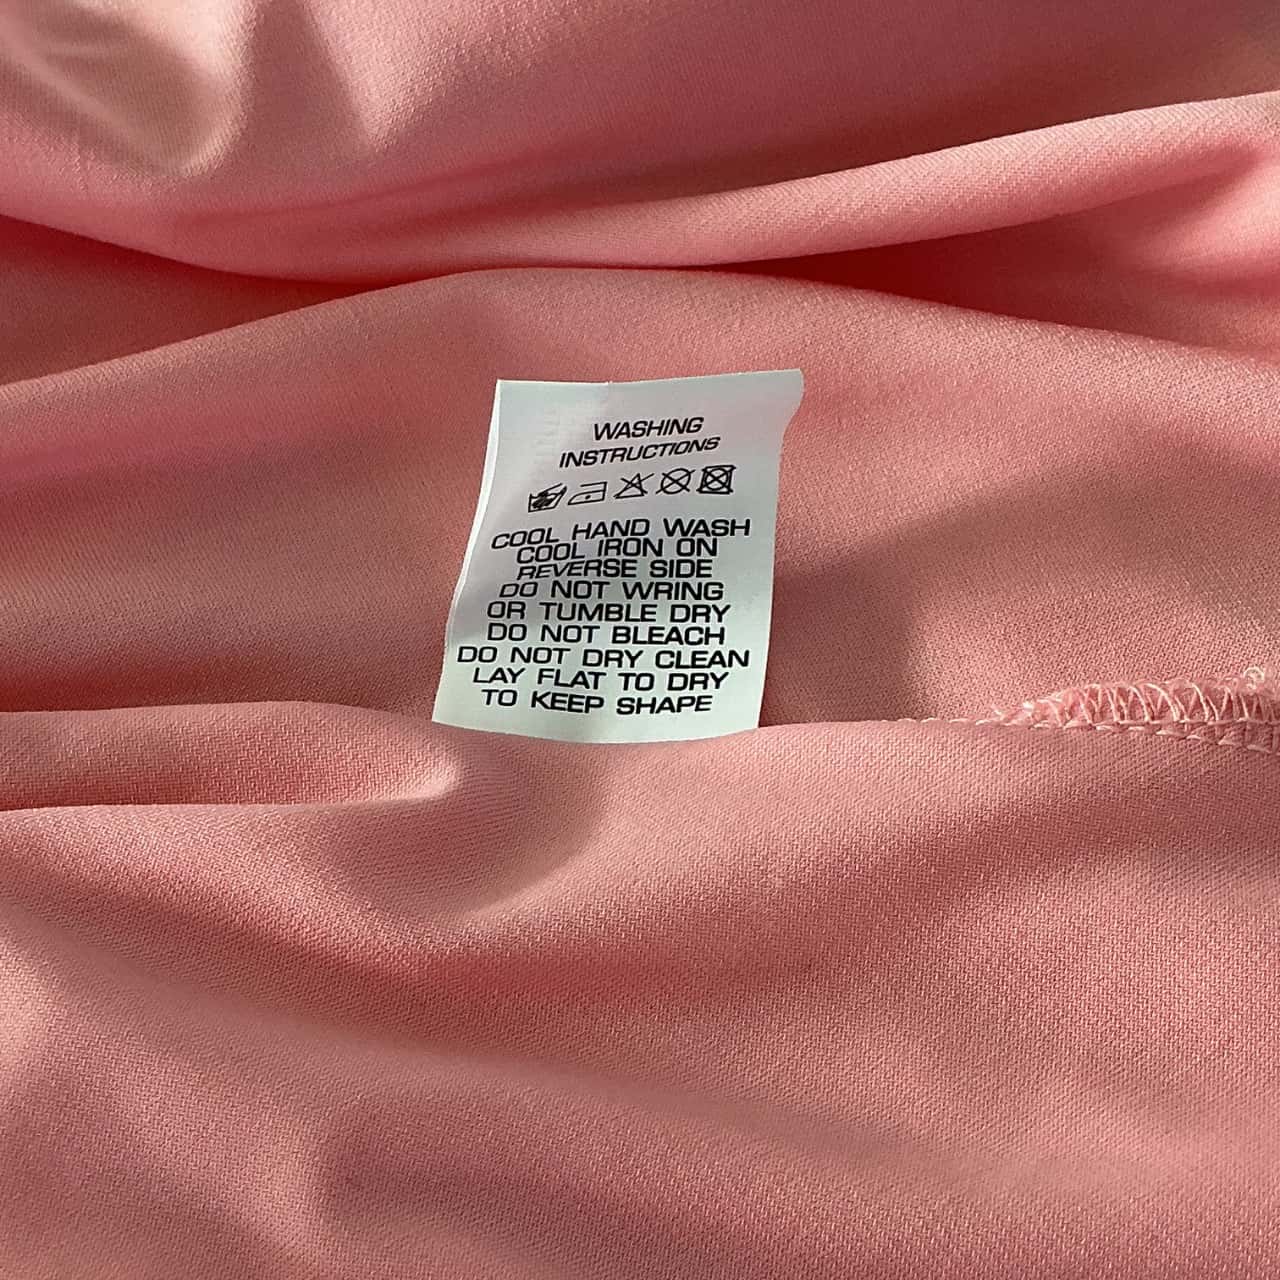 WASHING
INSTRUCTIONS
COOL HAND WASH
COOL IRON ON
REVERSE SIDE
DO NOT WRING
OR TUMBLE DRY
DO NOT BLEACH
DO NOT DRY CLEAN
LAY FLAT TO DRY
TO KEEP SHAPE